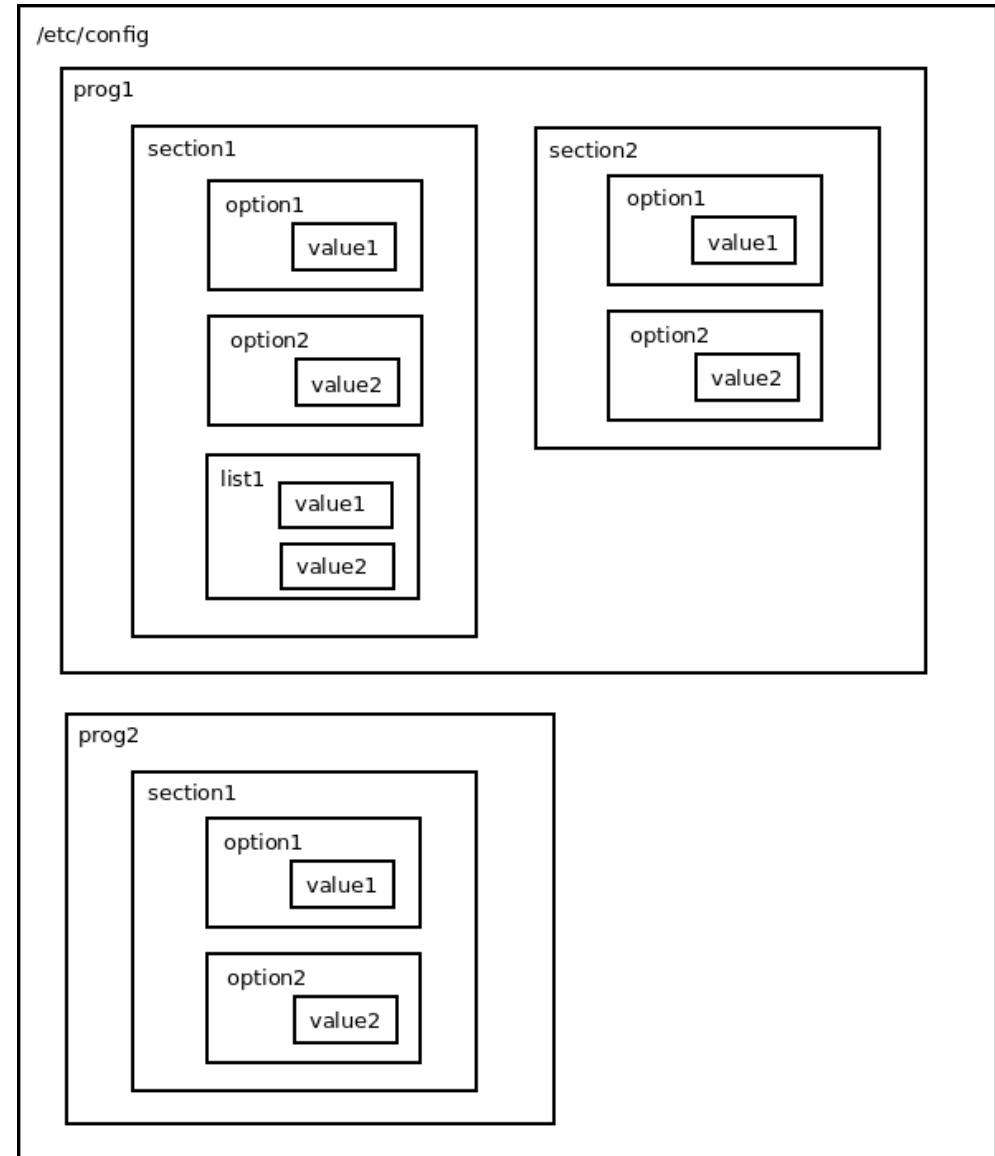 /etc/config
prog1
section1
option1
value1
option2
value2
list1
value1
value2
section2
option1
value1
option2
value2
prog2
section1
option1
value1
option2
value2